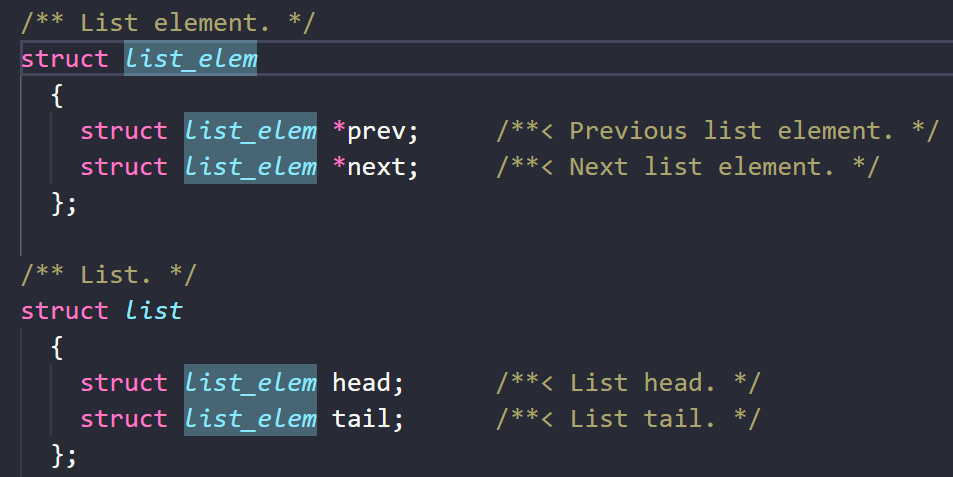 /** List element. */
struct list_elem
  {
    struct list_elem *prev;     /**< Previous list element. */
    struct list_elem *next;     /**< Next list element. */
  };

/** List. */
struct list
  {
    struct list_elem head;      /**< List head. */
    struct list_elem tail;      /**< List tail. */
  };